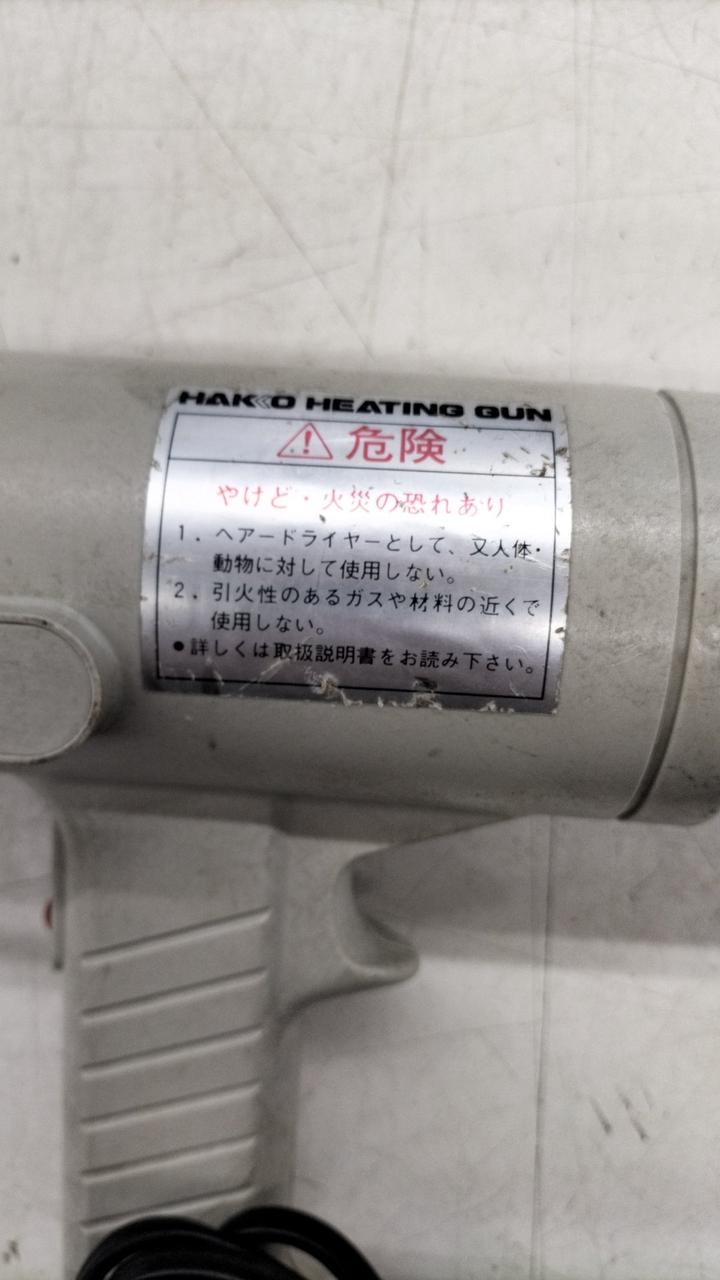 HAKKO HEATING GUN
危険
やけど・火災の恐れあり
1．ヘアードライヤーとして、又人体・
動物に対して使用しない。
2．引火性のあるガスや材料の近くで
使用しない。
●詳しくは取扱説明書をお読み下さい。